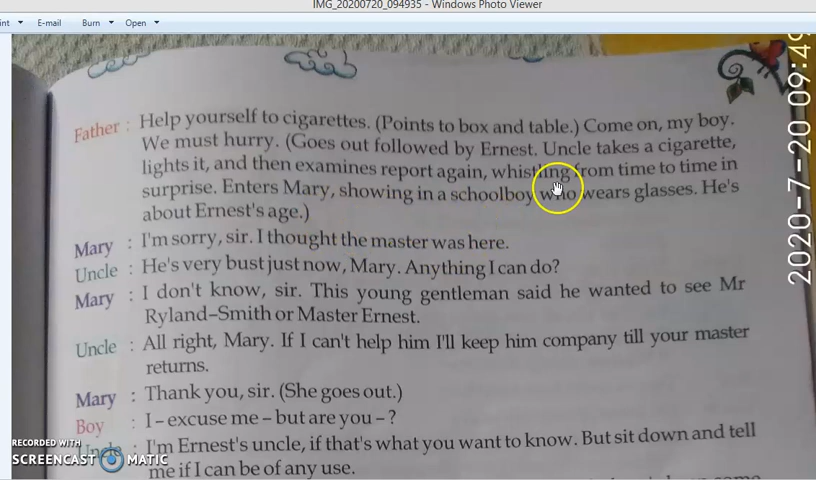 IMG_20200720_094935 - Windows Photo Viewer
int E-mail Burn Open
Father : Help yourself to cigarettes. (Points to box and table.) Come on, my boy.
We must hurry. (Goes out followed by Ernest. Uncle takes a cigarette,
lights it, and then examines report again, whistling from time to time in
surprise. Enters Mary, showing in a schoolboy who wears glasses. He's
about Ernest's age.)
Mary : I'm sorry, sir. I thought the master was here.
Uncle : He's very bust just now, Mary. Anything I can do?
Mary : I don't know, sir. This young gentleman said he wanted to see Mr
Ryland–Smith or Master Ernest.
Uncle : All right, Mary. If I can't help him I'll keep him company till your master
returns.
Mary : Thank you, sir. (She goes out.)
Boy : I – excuse me – but are you – ?
Uncle : I'm Ernest's uncle, if that's what you want to know. But sit down and tell
me if I can be of any use.
2020-7-20 09:49
RECORDED WITH
SCREENCAST MATIC